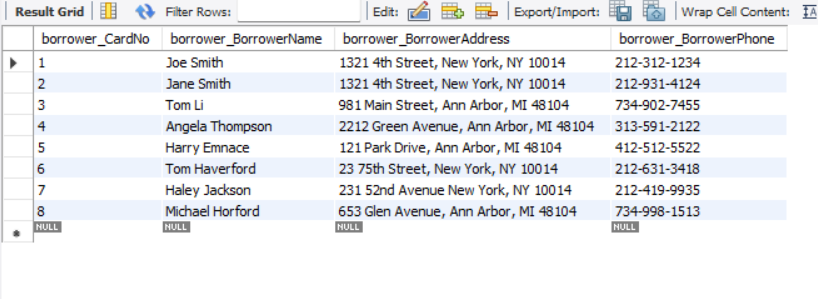 Result Grid Filter Rows: Edit: Export/Import: Wrap Cell Content: IA
borrower_CardNo borrower_BorrowerName borrower_BorrowerAddress borrower_BorrowerPhone
1 Joe Smith 1321 4th Street, New York, NY 10014 212-312-1234
2 Jane Smith 1321 4th Street, New York, NY 10014 212-931-4124
3 Tom Li 981 Main Street, Ann Arbor, MI 48104 734-902-7455
4 Angela Thompson 2212 Green Avenue, Ann Arbor, MI 48104 313-591-2122
5 Harry Emnace 121 Park Drive, Ann Arbor, MI 48104 412-512-5522
6 Tom Haverford 23 75th Street, New York, NY 10014 212-631-3418
7 Haley Jackson 231 52nd Avenue New York, NY 10014 212-419-9935
8 Michael Horford 653 Glen Avenue, Ann Arbor, MI 48104 734-998-1513
NULL NULL NULL NULL